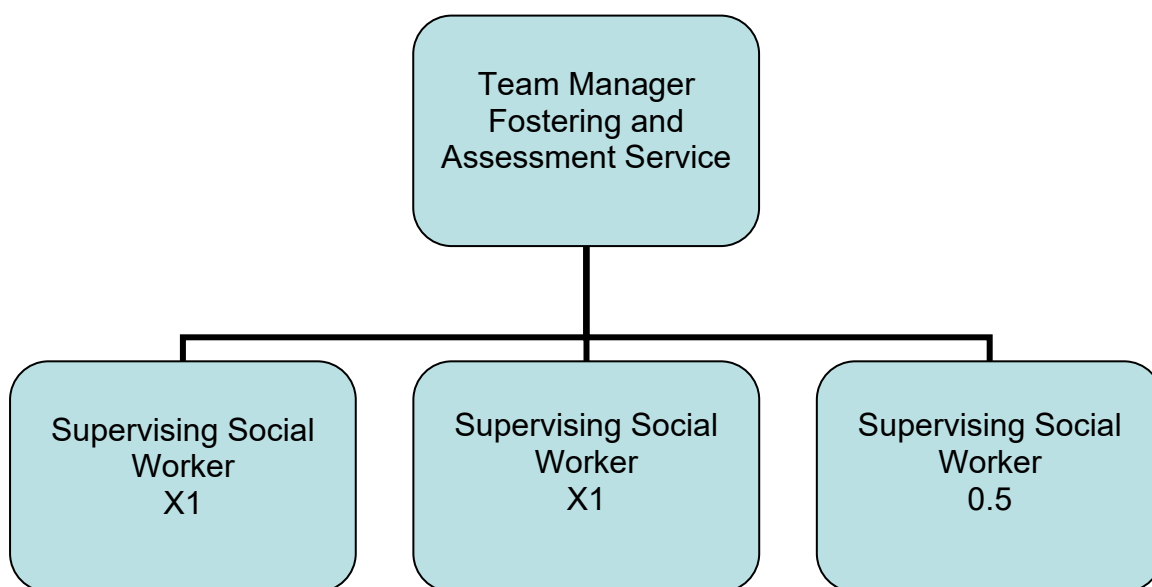 Team Manager
Fostering and
Assessment Service
Supervising Social
Worker
X1
Supervising Social
Worker
X1
Supervising Social
Worker
0.5